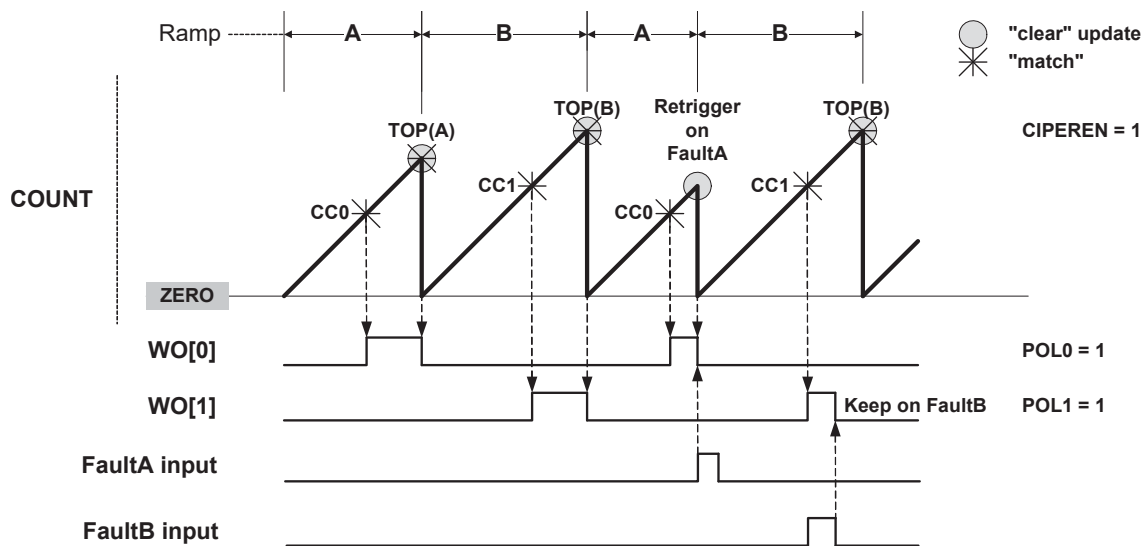 Ramp
A
B
A
B
"clear" update
"match"
TOP(A)
TOP(B)
Retrigger
on
FaultA
TOP(B)
CIPEREN = 1
COUNT
CC0
CC1
CC0
CC1
ZERO
WO[0]
POL0 = 1
WO[1]
Keep on FaultB
POL1 = 1
FaultA input
FaultB input